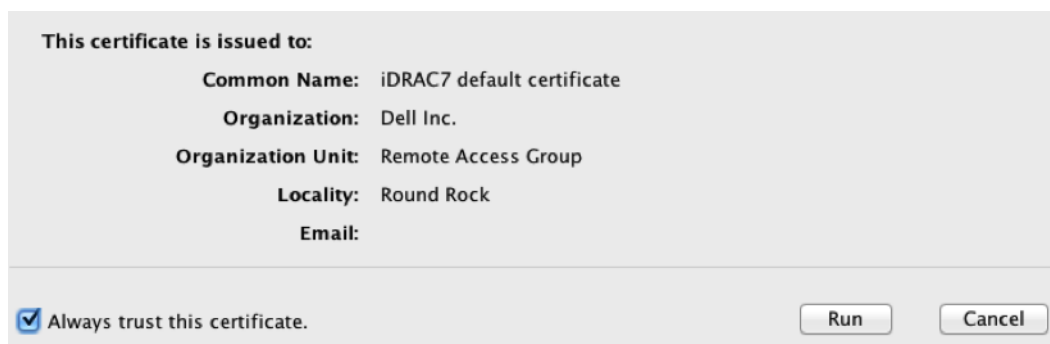 This certificate is issued to:
Common Name: iDRAC7 default certificate
Organization: Dell Inc.
Organization Unit: Remote Access Group
Locality: Round Rock
Email:
Always trust this certificate. Run Cancel